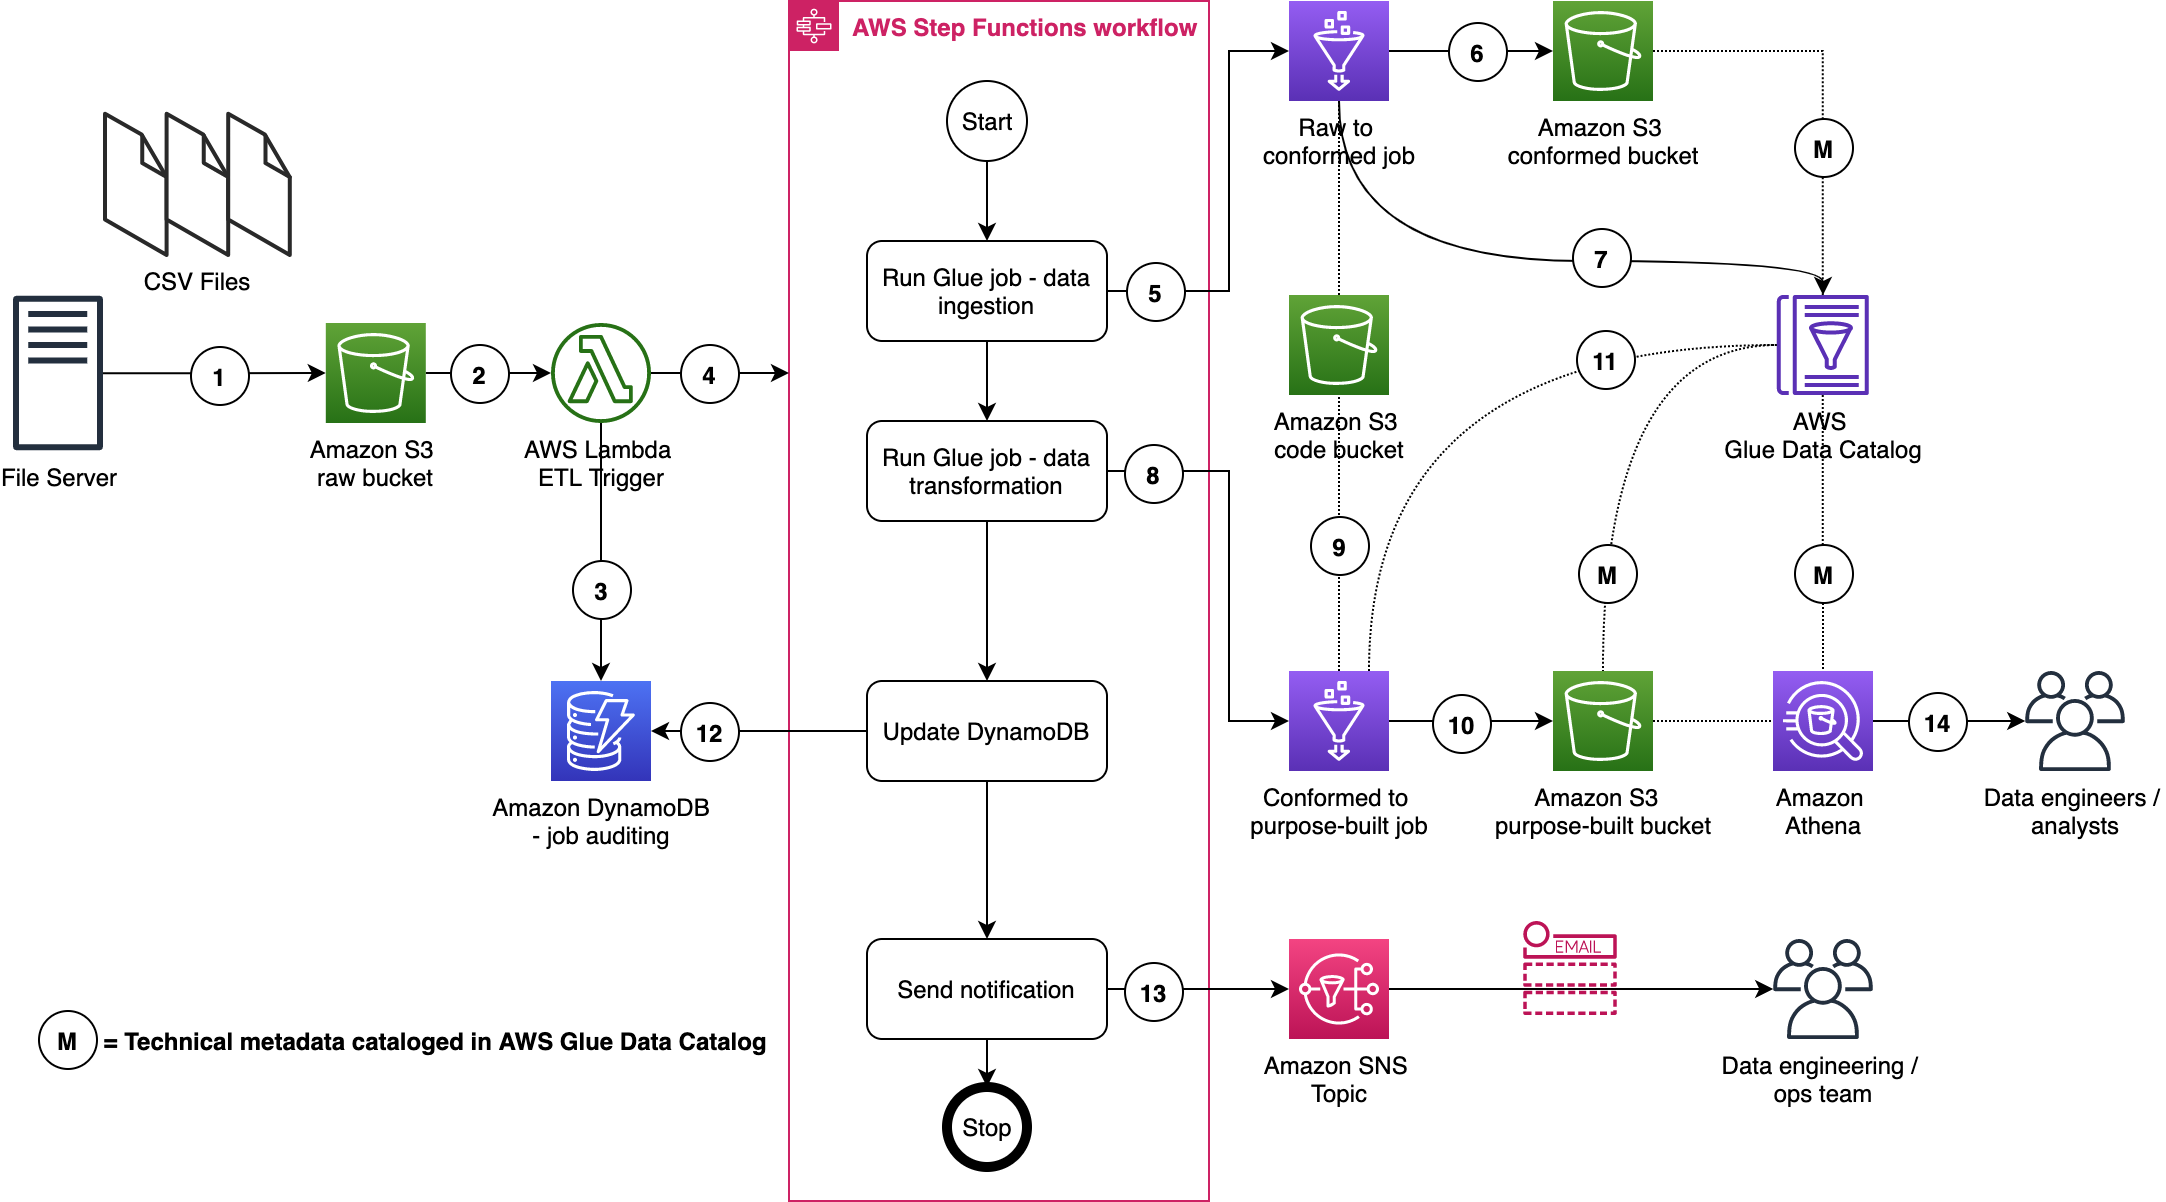 AWS Step Functions workflow
Start
Run Glue job - data
ingestion
Run Glue job - data
transformation
Update DynamoDB
Send notification
Stop
CSV Files
File Server
1
Amazon S3
raw bucket
2
AWS Lambda
ETL Trigger
4
3
Amazon DynamoDB
- job auditing
12
5
Raw to
conformed job
6
Amazon S3
conformed bucket
M
7
Amazon S3
code bucket
11
AWS
Glue Data Catalog
8
9
M
M
Conformed to
purpose-built job
10
Amazon S3
purpose-built bucket
Amazon
Athena
14
Data engineers /
analysts
13
Amazon SNS
Topic
EMAIL
Data engineering /
ops team
M
= Technical metadata cataloged in AWS Glue Data Catalog